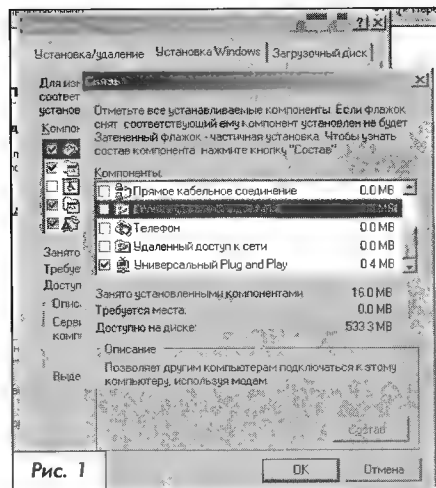 Установка/удаление Установка Windows Загрузочный диск
Для из
соответ
установ
Компон
Связь
Отметьте все устанавливаемые компоненты. Если флажок
снят соответствующий ему компонент установлен не будет
Затененный флажок - частичная установка. Чтобы узнать
состав компонента нажмите кнопку "Состав"
Компоненты:
Прямое кабельное соединение 0.0 MB
Телефон 0.0 MB
Удаленный доступ к сети 0.0 MB
Универсальный Plug and Play 0.4 MB
Занято
Требуе
Доступ
Опис
Серви
комп
Выде
Занято установленными компонентами 16.0 MB
Требуется места: 0.0 MB
Доступно на диске: 533.3 MB
Описание
Позволяет другим компьютерам подключаться к этому
компьютеру, используя модем.
Состав
OK Отмена
Рис. 1